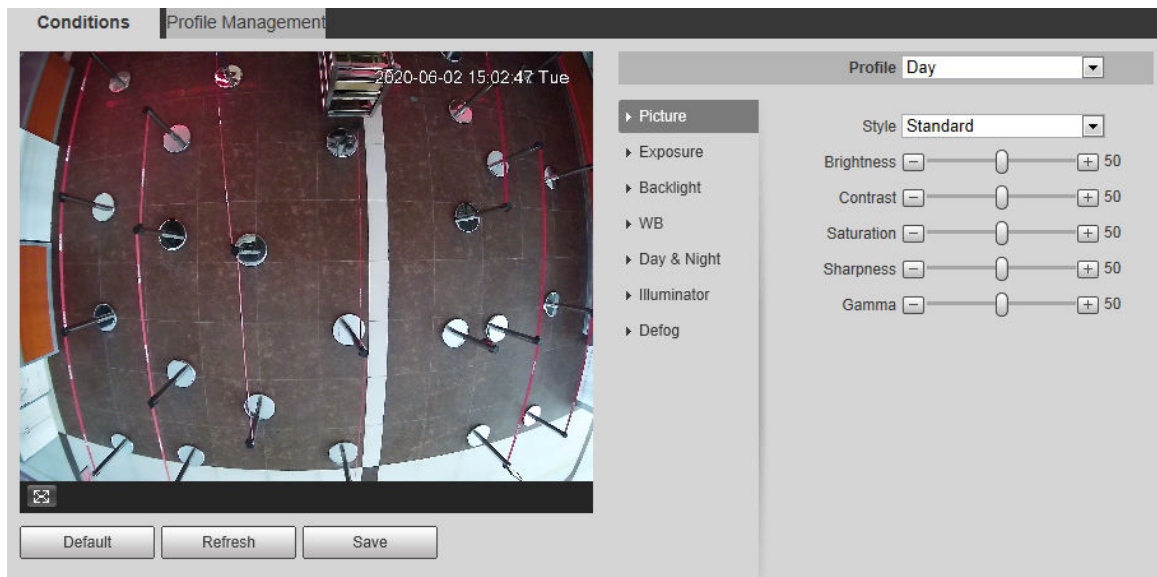 Conditions
Profile Management
2020-06-02 15:02:47 Tue
Profile Day
Picture
Exposure
Backlight
WB
Day & Night
Illuminator
Defog
Style Standard
Brightness 50
Contrast 50
Saturation 50
Sharpness 50
Gamma 50
Default
Refresh
Save